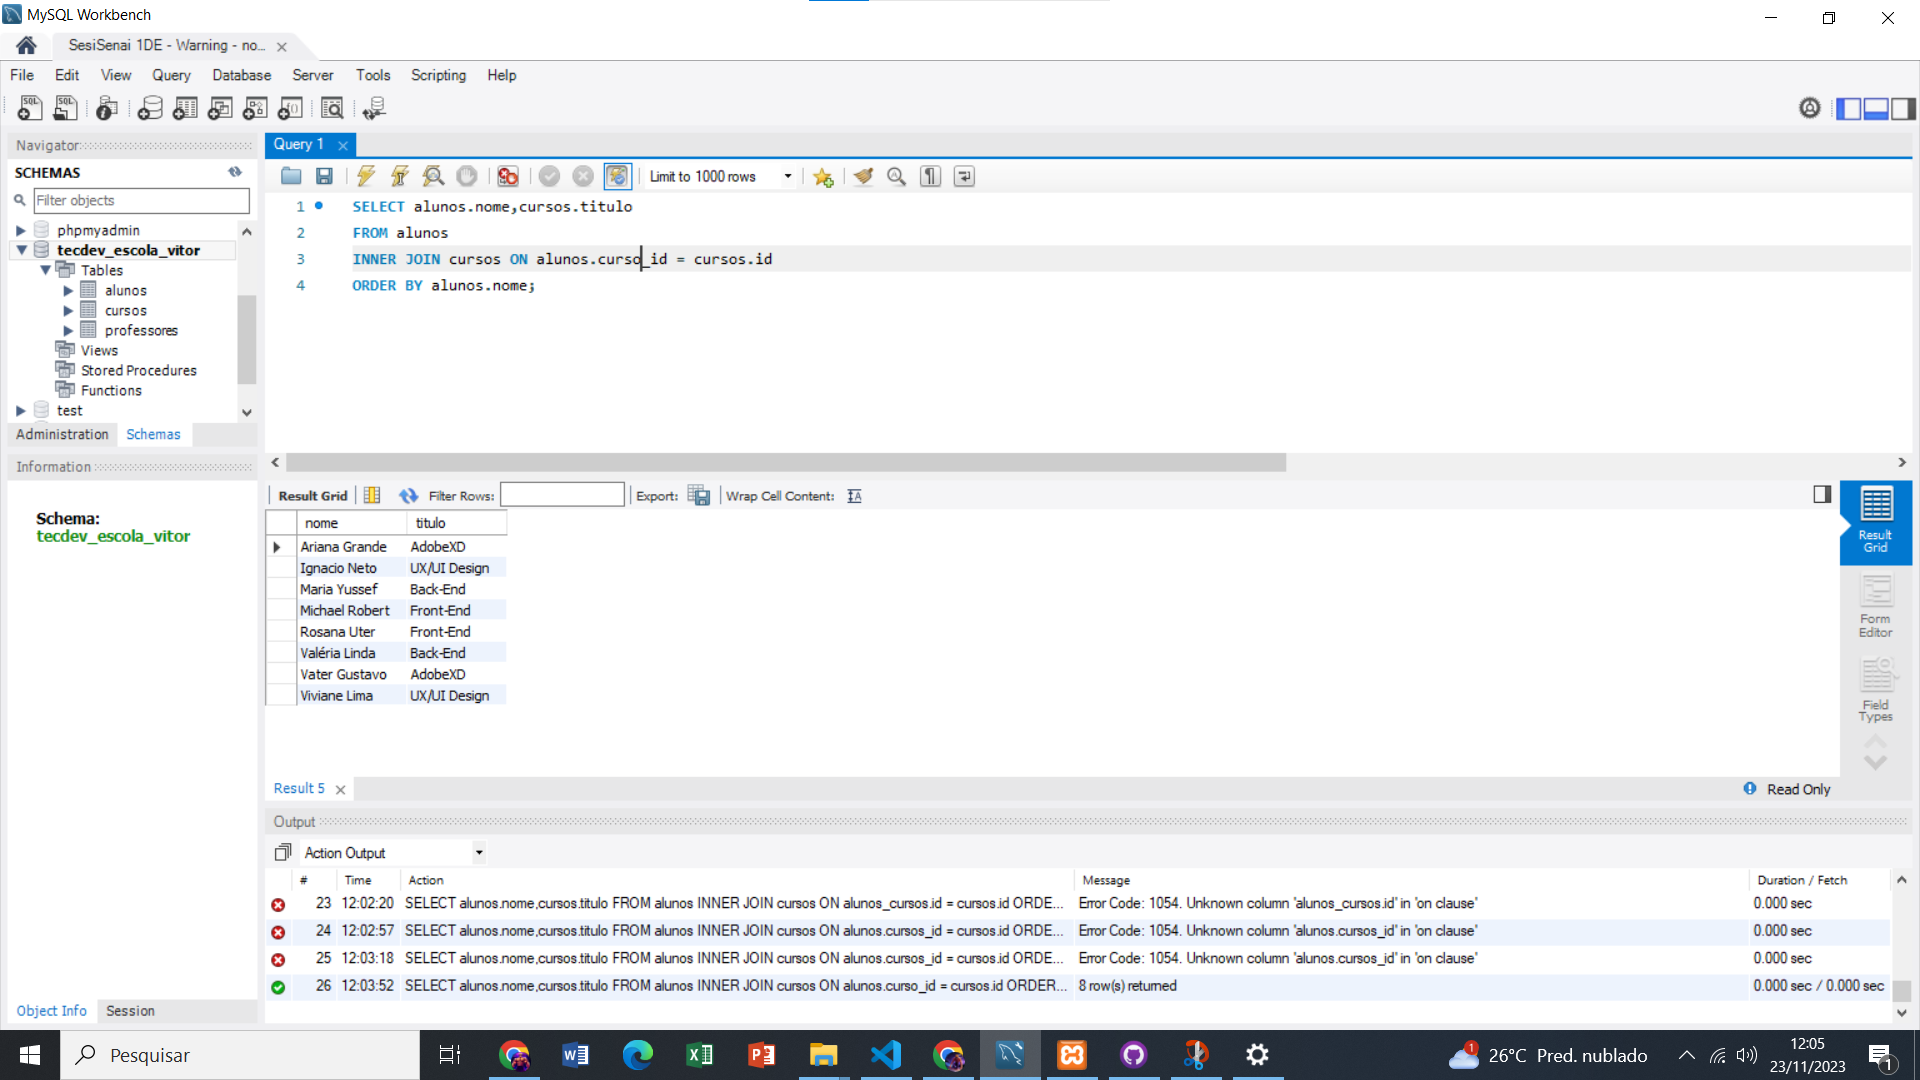 MySQL Workbench
SesiSenai 1DE - Warning - no...
File Edit View Query Database Server Tools Scripting Help
Navigator
SCHEMAS
Filter objects
phpmyadmin
tecdev_escola_vitor
Tables
alunos
cursos
professores
Views
Stored Procedures
Functions
test
Administration Schemas
Information
Schema:
tecdev_escola_vitor
Object Info Session
Query 1
Limit to 1000 rows
1 SELECT alunos.nome,cursos.titulo
2 FROM alunos
3 INNER JOIN cursos ON alunos.curso_id = cursos.id
4 ORDER BY alunos.nome;
Result Grid Filter Rows: Export: Wrap Cell Content:
nome titulo
Ariana Grande AdobeXD
Ignacio Neto UX/UI Design
Maria Yussef Back-End
Michael Robert Front-End
Rosana Uter Front-End
Valéria Linda Back-End
Vater Gustavo AdobeXD
Viviane Lima UX/UI Design
Result
Grid
Form
Editor
Field
Types
Result 5
Read Only
Output
Action Output
# Time Action Message Duration / Fetch
23 12:02:20 SELECT alunos.nome,cursos.titulo FROM alunos INNER JOIN cursos ON alunos_cursos.id = cursos.id ORDE... Error Code: 1054. Unknown column 'alunos_cursos.id' in 'on clause' 0.000 sec
24 12:02:57 SELECT alunos.nome,cursos.titulo FROM alunos INNER JOIN cursos ON alunos.cursos_id = cursos.id ORDE... Error Code: 1054. Unknown column 'alunos.cursos_id' in 'on clause' 0.000 sec
25 12:03:18 SELECT alunos.nome,cursos.titulo FROM alunos INNER JOIN cursos ON alunos.cursos_id = cursos.id ORDE... Error Code: 1054. Unknown column 'alunos.cursos_id' in 'on clause' 0.000 sec
26 12:03:52 SELECT alunos.nome,cursos.titulo FROM alunos INNER JOIN cursos ON alunos.curso_id = cursos.id ORDER... 8 row(s) returned 0.000 sec / 0.000 sec
Pesquisar
1
26°C Pred. nublado
12:05
23/11/2023
1